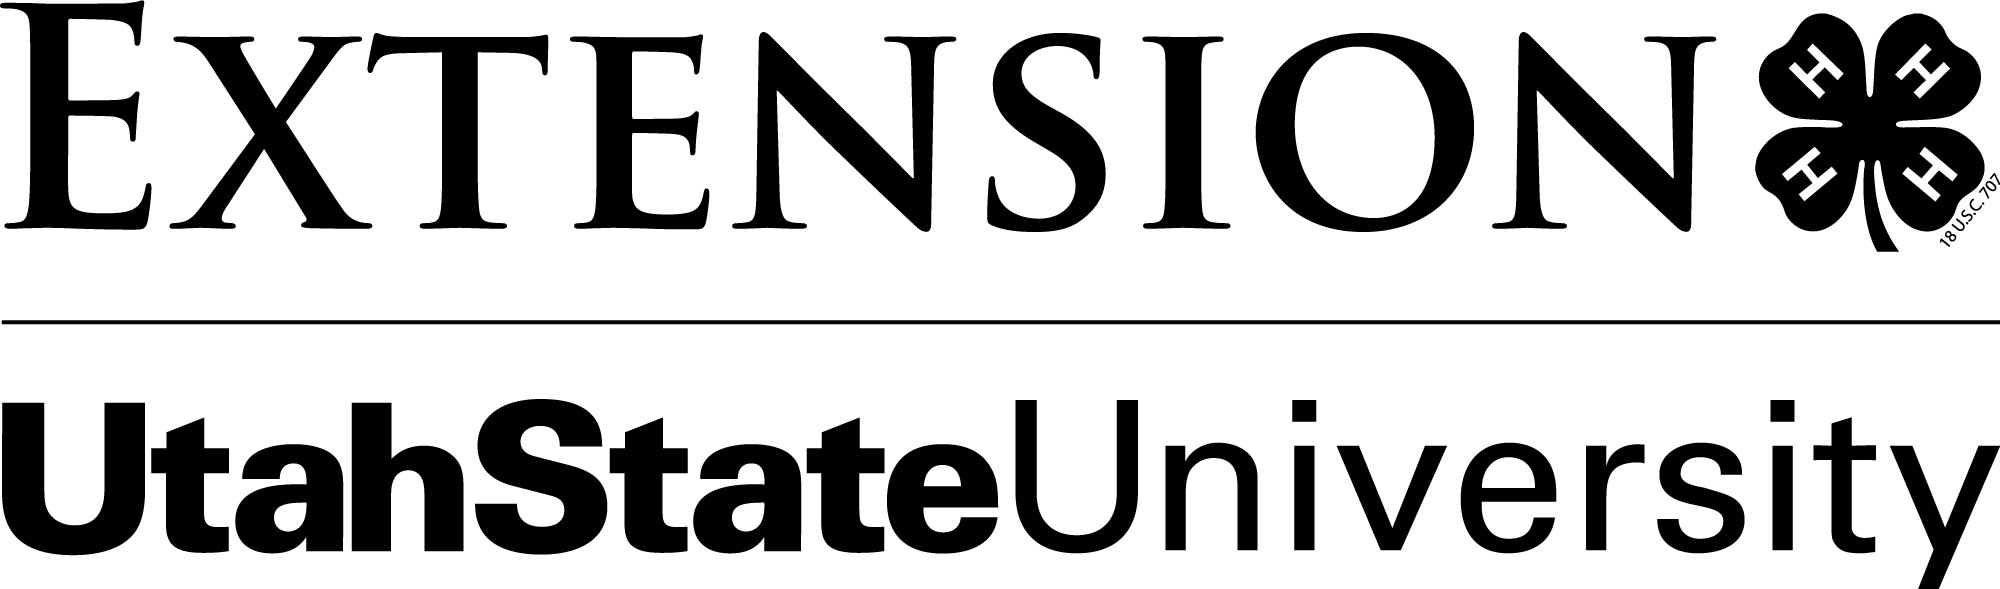 EXTENSION
H H H H
18 U.S.C. 707
UtahStateUniversity